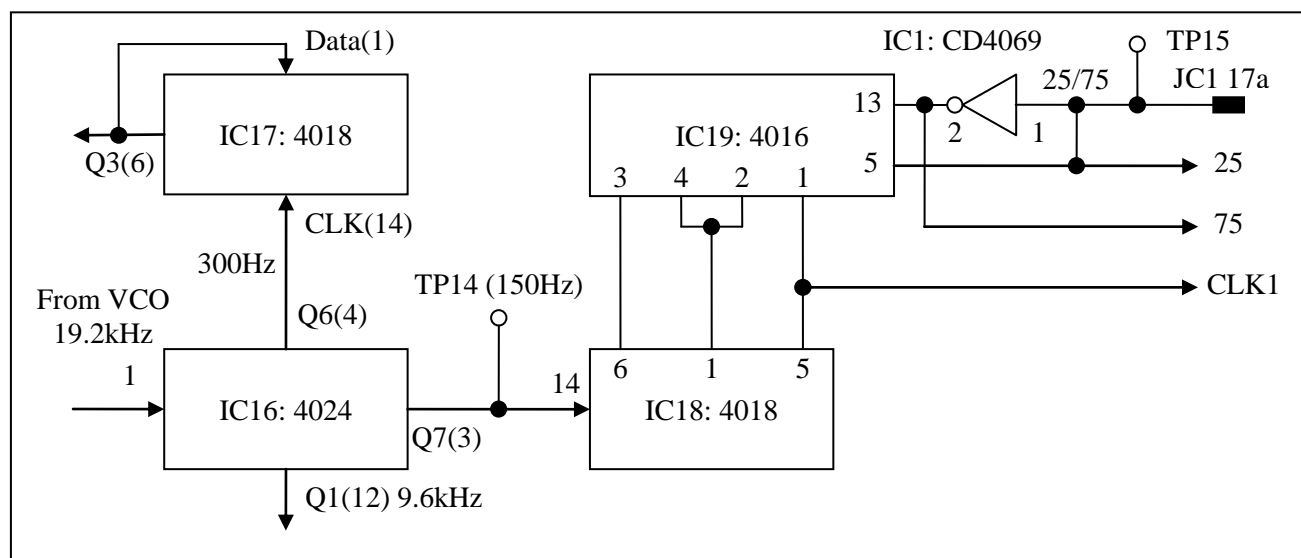 Data(1)
IC17: 4018
Q3(6)
CLK(14)
300Hz
From VCO
19.2kHz
1
Q6(4)
IC16: 4024
Q7(3)
Q1(12) 9.6kHz
TP14 (150Hz)
14
IC18: 4018
6
1
5
IC19: 4016
3
4
2
1
13
5
IC1: CD4069
2
1
25/75
TP15
JC1 17a
25
75
CLK1